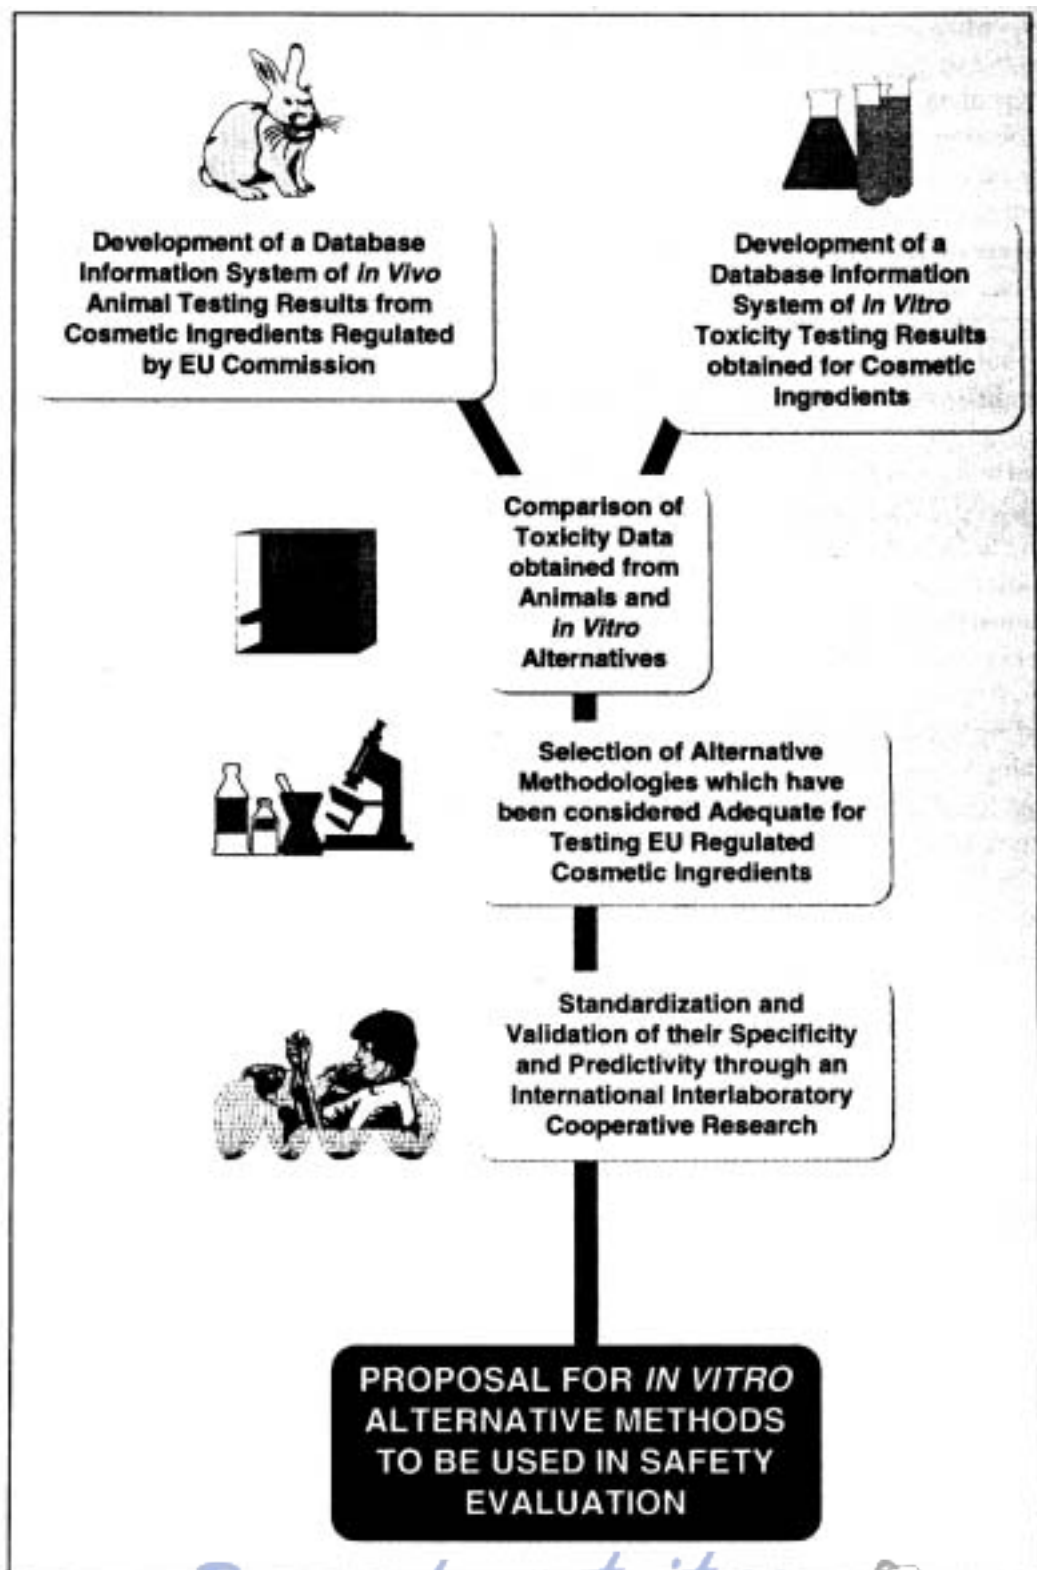 Development of a Database
Information System of in Vivo
Animal Testing Results from
Cosmetic Ingredients Regulated
by EU Commission
Development of a
Database Information
System of In Vitro
Toxicity Testing Results
obtained for Cosmetic
Ingredients
Comparison of
Toxicity Data
obtained from
Animals and
in Vitro
Alternatives
Selection of Alternative
Methodologies which have
been considered Adequate for
Testing EU Regulated
Cosmetic Ingredients
Standardization and
Validation of their Specificity
and Predictivity through an
International Interlaboratory
Cooperative Research
PROPOSAL FOR IN VITRO
ALTERNATIVE METHODS
TO BE USED IN SAFETY
EVALUATION